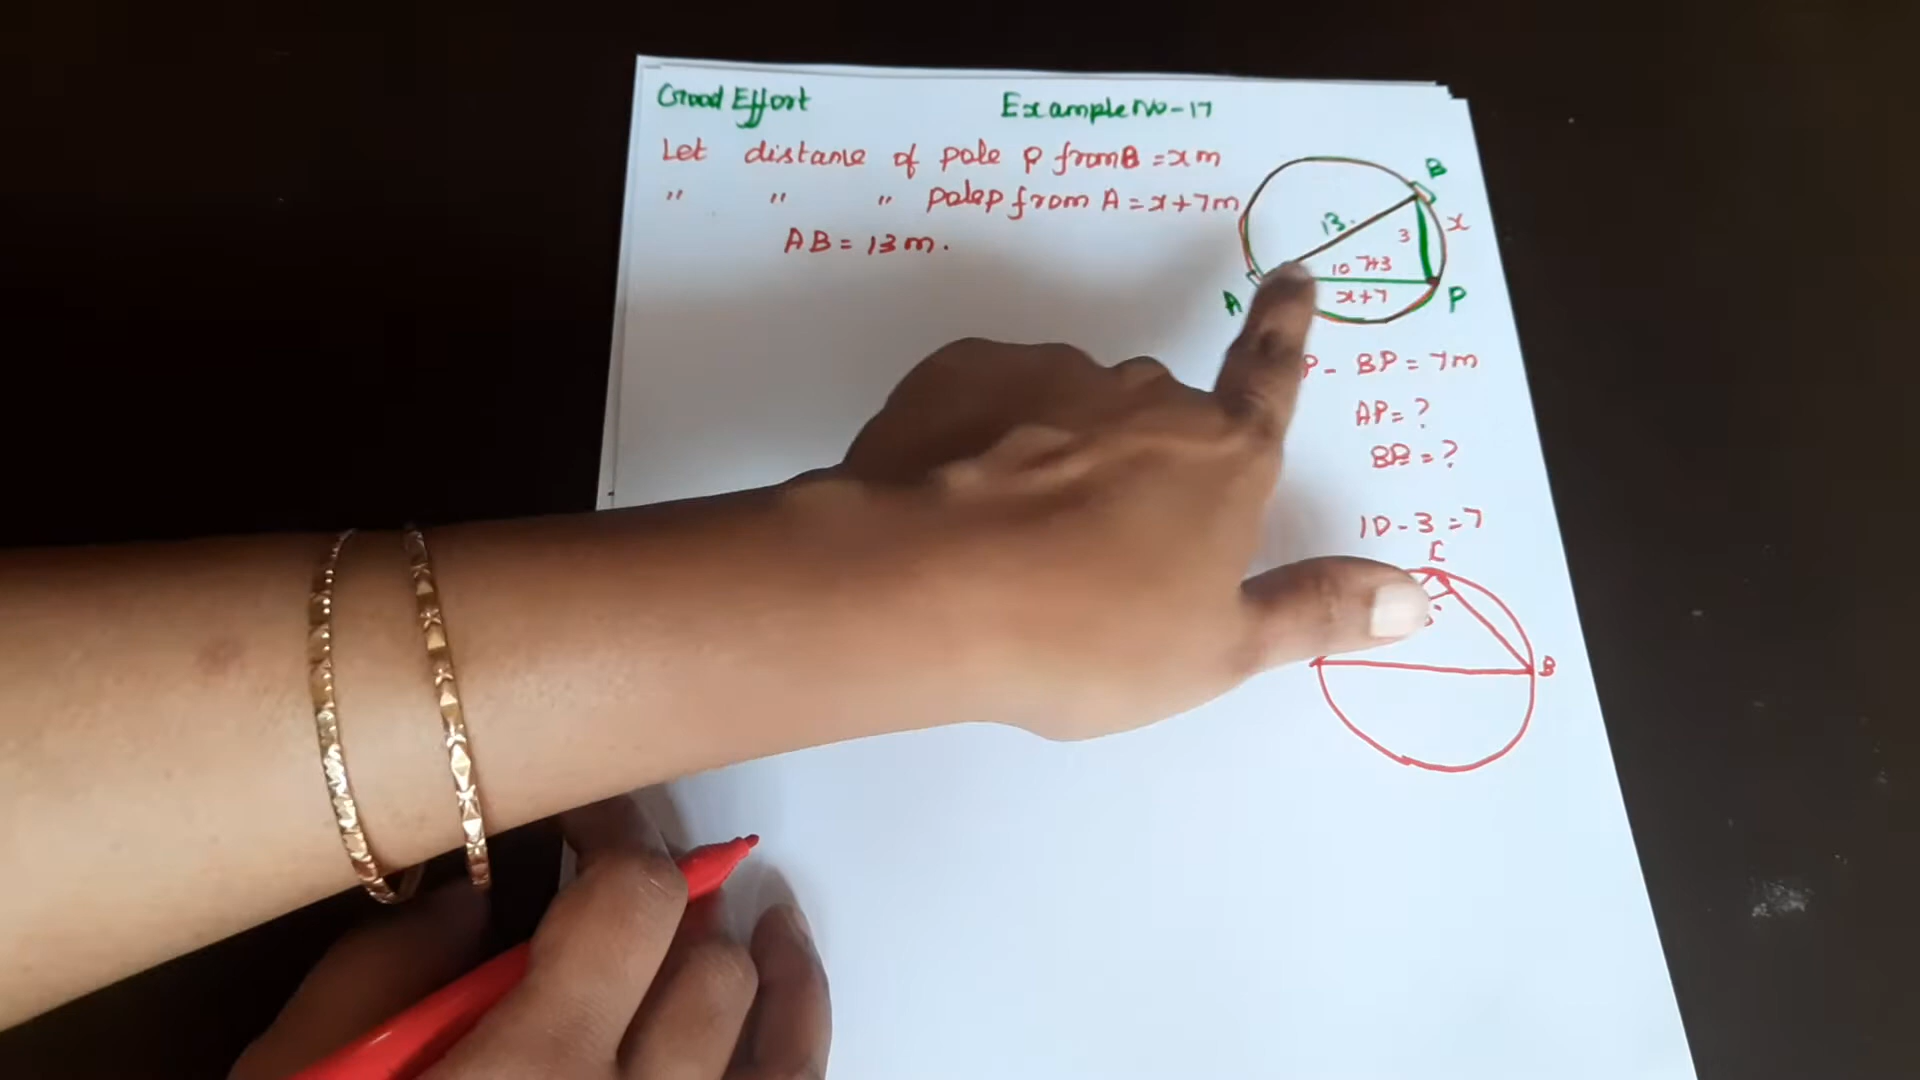 Good Effort
Example No-17
Let distance of pole P from B = x m
" " " pole P from A = x+7m
AB = 13 m.
B
13.
3
x
10 7+3
x+7
A
P
P - BP = 7m
AP = ?
BP = ?
10 - 3 = 7
C
B